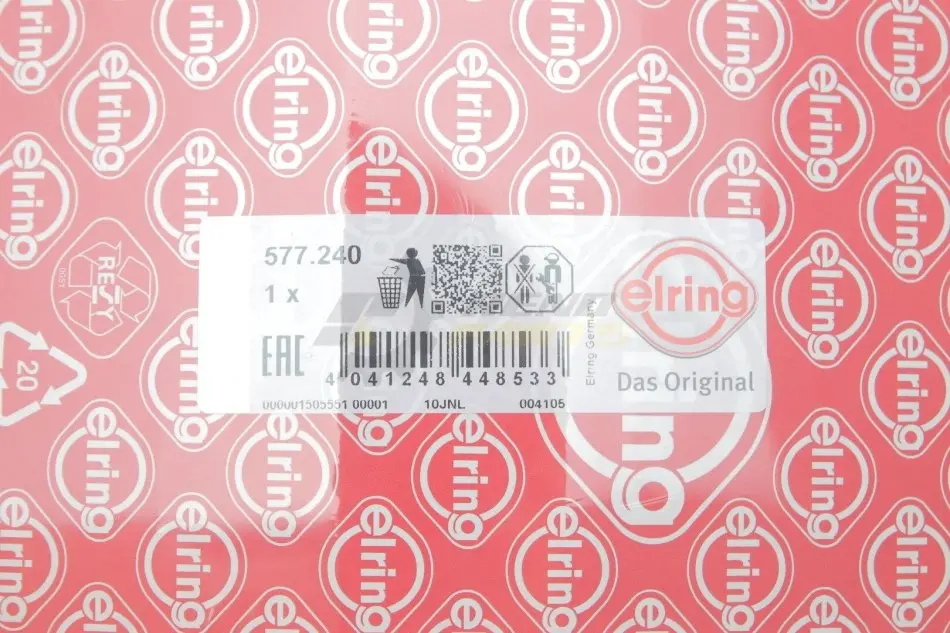 577.240
1 x
EAC
4 041248 448533
000001505551 00001 10JNL 004105
Elring Germany
elring
Das Original
elring
RESY
0051
20